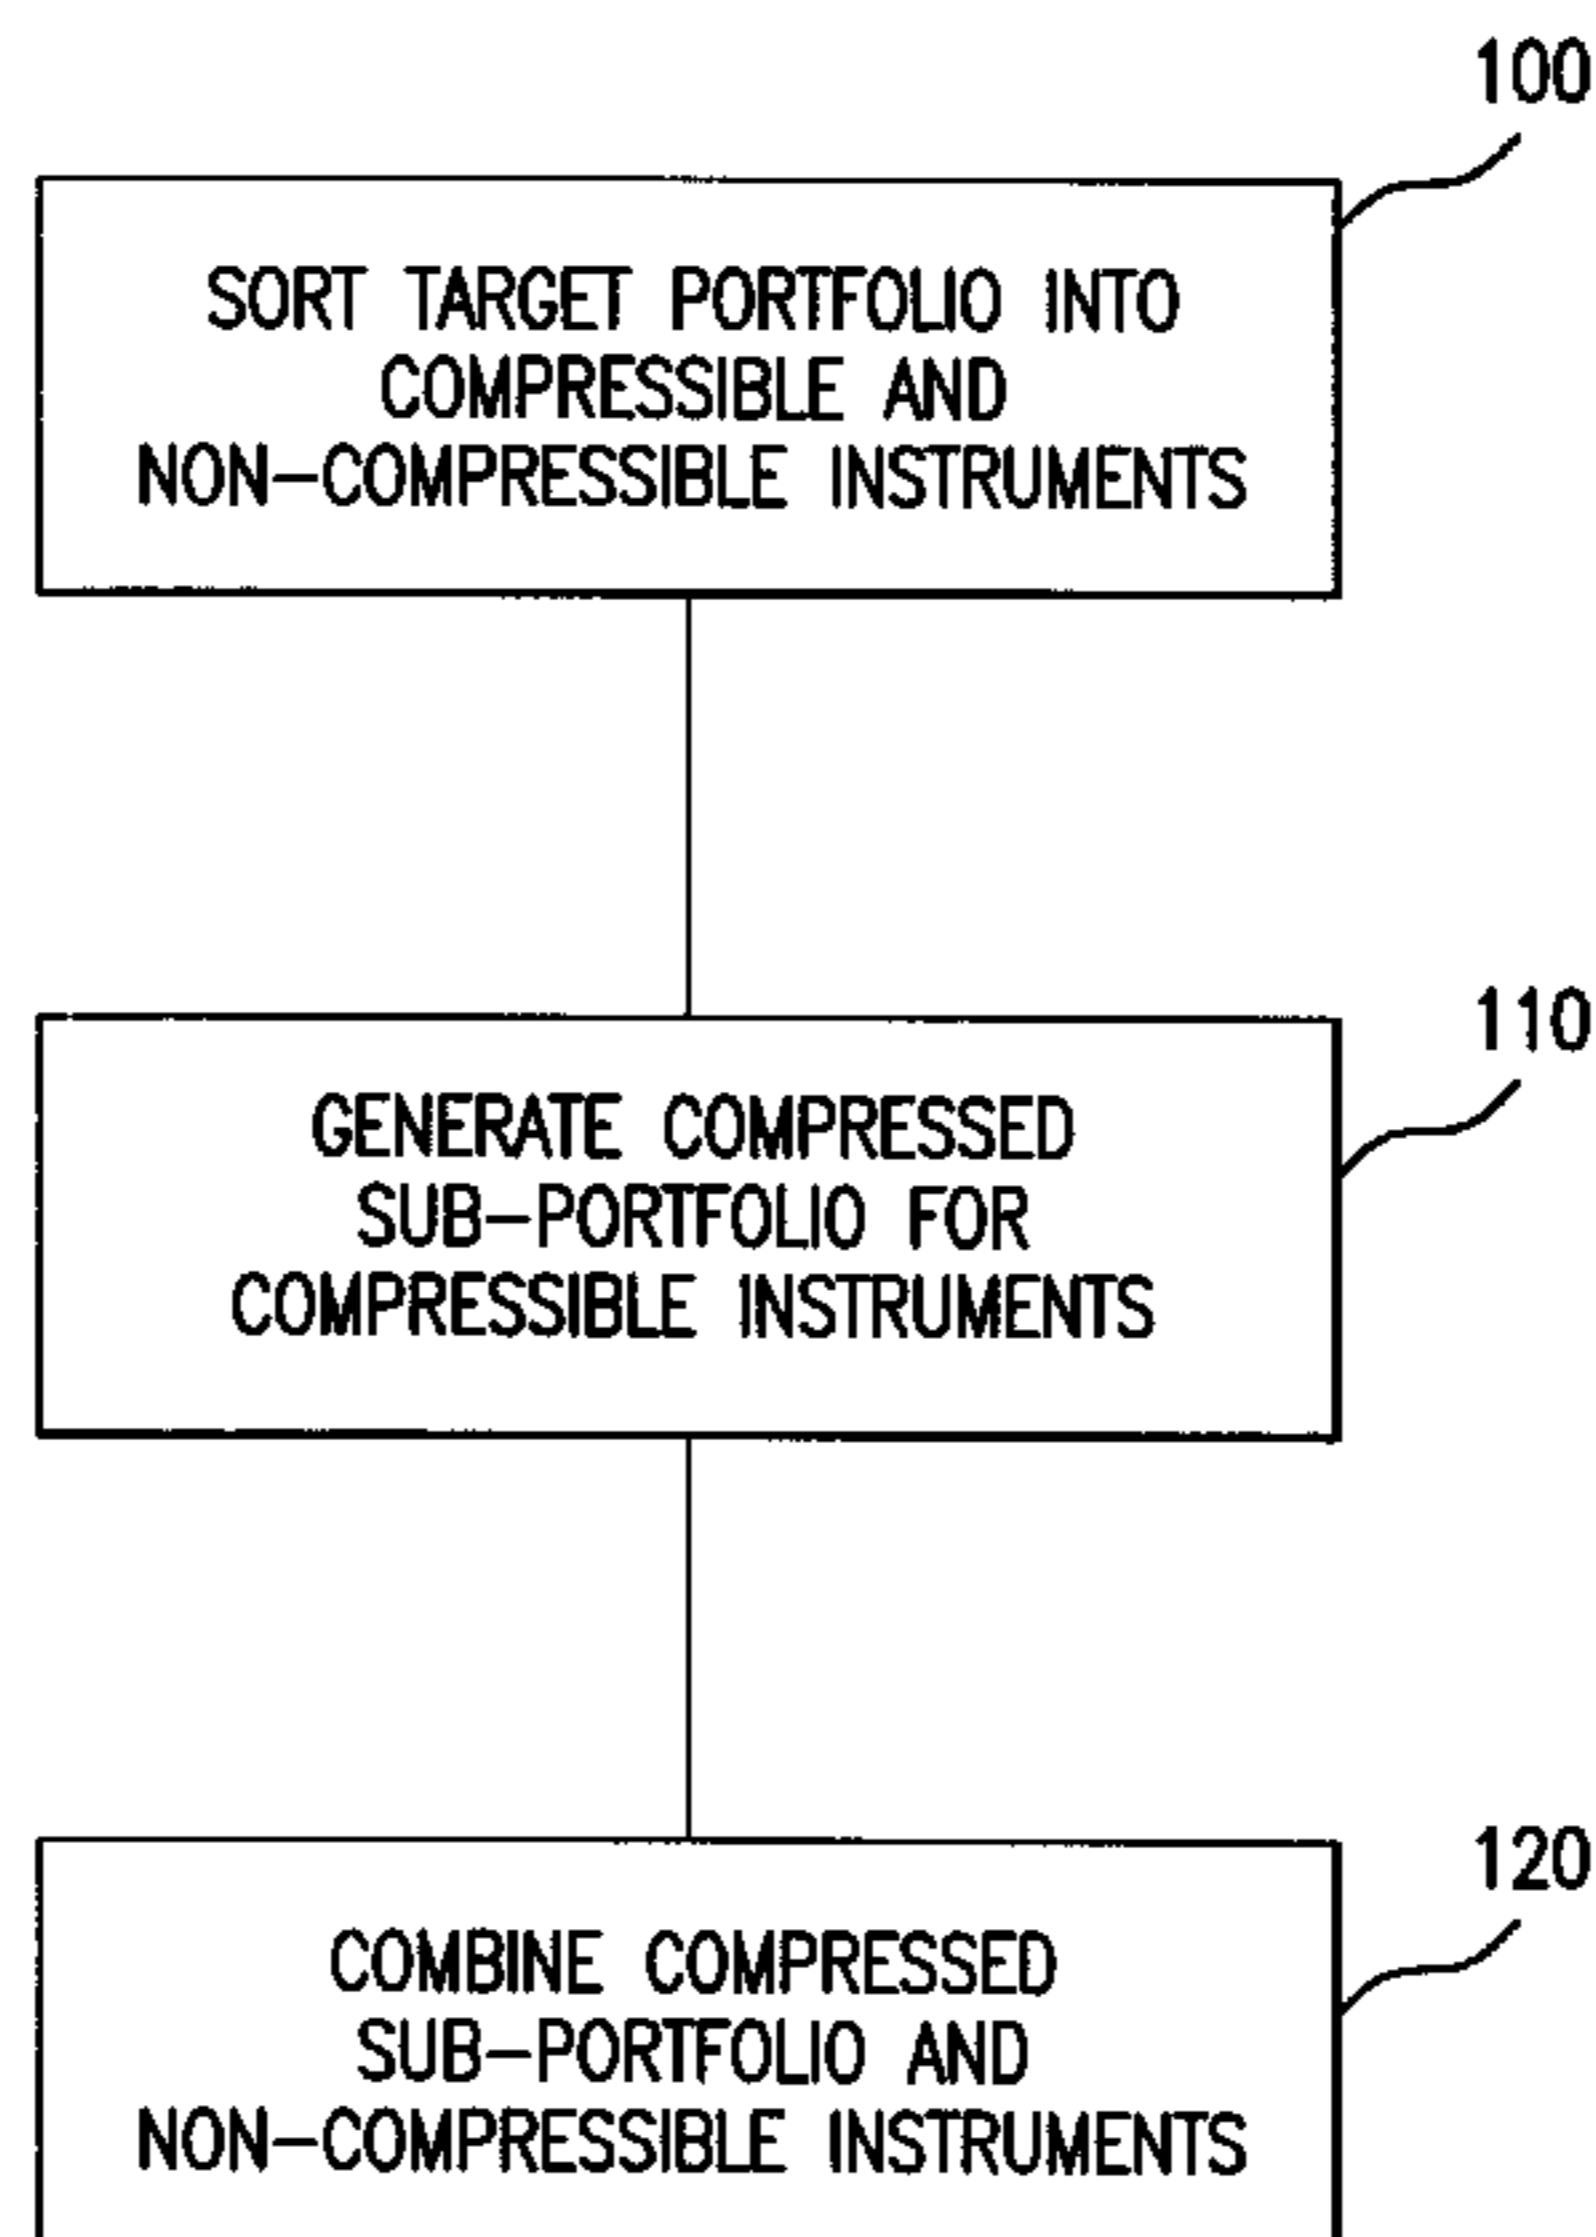 100
SORT TARGET PORTFOLIO INTO
COMPRESSIBLE AND
NON-COMPRESSIBLE INSTRUMENTS
110
GENERATE COMPRESSED
SUB-PORTFOLIO FOR
COMPRESSIBLE INSTRUMENTS
120
COMBINE COMPRESSED
SUB-PORTFOLIO AND
NON-COMPRESSIBLE INSTRUMENTS